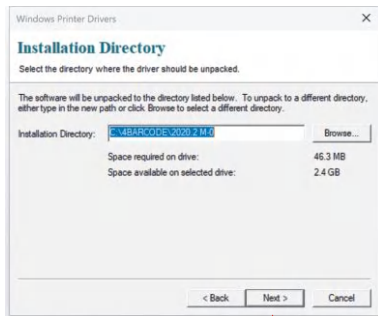 Windows Printer Drivers
Installation Directory
Select the directory where the driver should be unpacked.
The software will be unpacked to the directory listed below. To unpack to a different directory,
either type in the new path or click Browse to select a different directory.
Installation Directory: C:\4BARCODE\2020.2 M-0 Browse...
Space required on drive: 46.3 MB
Space available on selected drive: 2.4 GB
< Back Next > Cancel